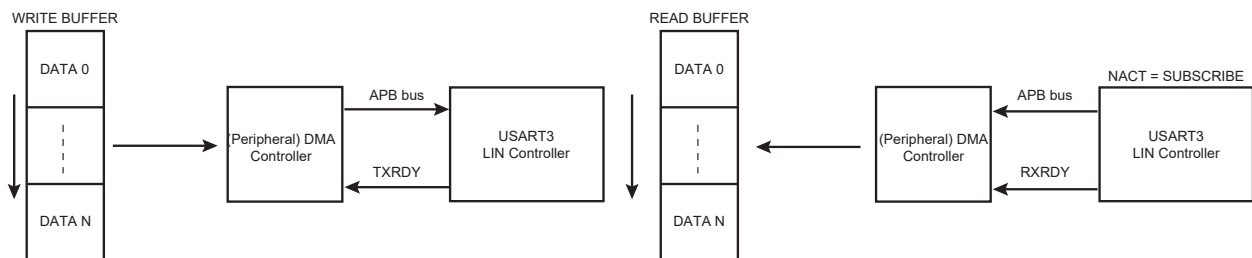 WRITE BUFFER
DATA 0
DATA N
(Peripheral) DMA
Controller
APB bus
TXRDY
USART3
LIN Controller
READ BUFFER
DATA 0
DATA N
(Peripheral) DMA
Controller
APB bus
RXRDY
NACT = SUBSCRIBE
USART3
LIN Controller